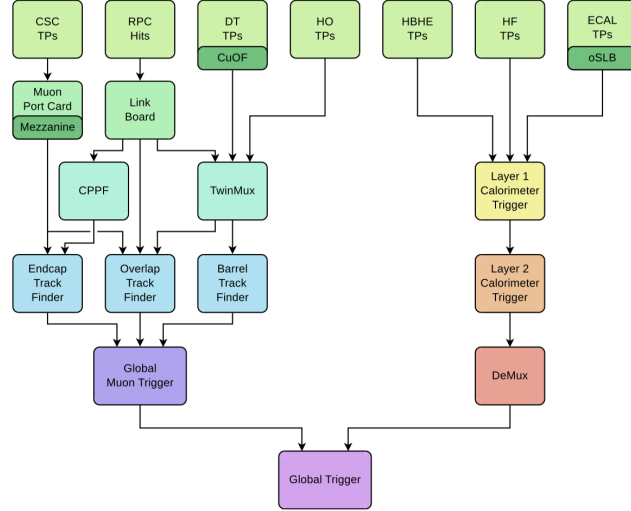 CSC
TPs
RPC
Hits
DT
TPs
CuOF
HO
TPs
HBHE
TPs
HF
TPs
ECAL
TPs
oSLB
Muon
Port Card
Mezzanine
Link
Board
CPPF
TwinMux
Layer 1
Calorimeter
Trigger
Endcap
Track
Finder
Overlap
Track
Finder
Barrel
Track
Finder
Layer 2
Calorimeter
Trigger
Global
Muon Trigger
DeMux
Global Trigger